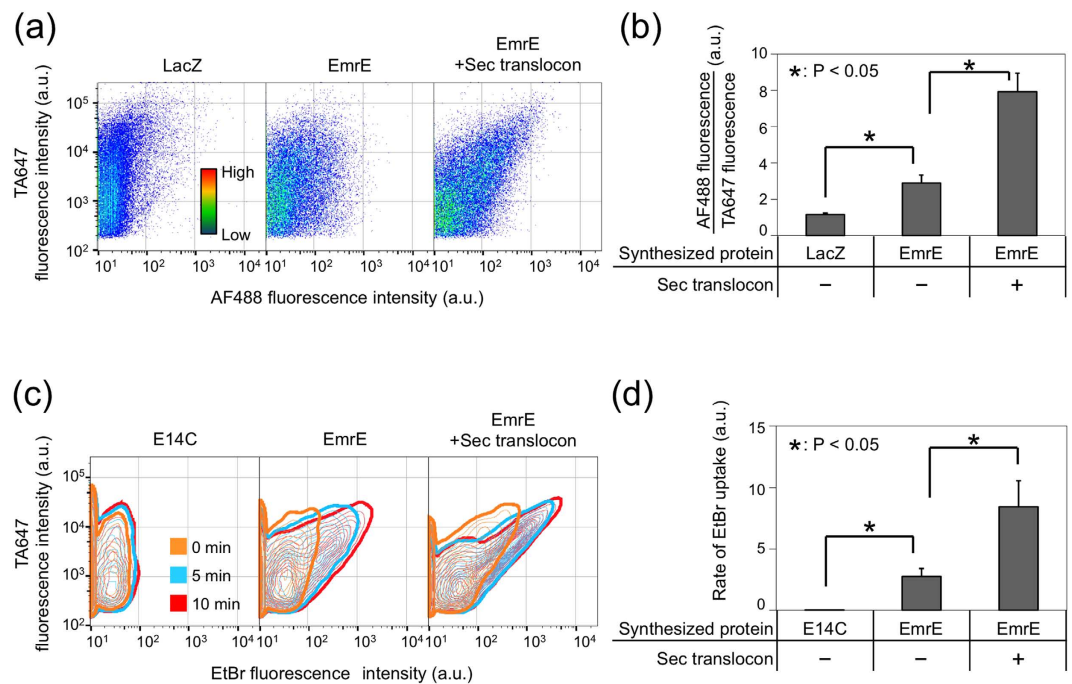 (a)
LacZ
EmrE
EmrE
+Sec translocon
TA647
fluorescence intensity (a.u.)
10⁵
10⁴
10³
10²
High
Low
10¹ 10² 10³ 10⁴
10¹ 10² 10³ 10⁴
10¹ 10² 10³ 10⁴
AF488 fluorescence intensity (a.u.)
(b)
AF488 fluorescence
TA647 fluorescence
(a.u.)
10
8
6
4
2
0
*: P < 0.05
*
*
Synthesized protein LacZ EmrE EmrE
Sec translocon − − +
(c)
E14C
EmrE
EmrE
+Sec translocon
TA647
fluorescence intensity (a.u.)
10⁵
10⁴
10³
10²
0 min
5 min
10 min
10¹ 10² 10³ 10⁴
10¹ 10² 10³ 10⁴
10¹ 10² 10³ 10⁴
EtBr fluorescence intensity (a.u.)
(d)
Rate of EtBr uptake (a.u.)
15
10
5
0
*: P < 0.05
*
*
Synthesized protein E14C EmrE EmrE
Sec translocon − − +